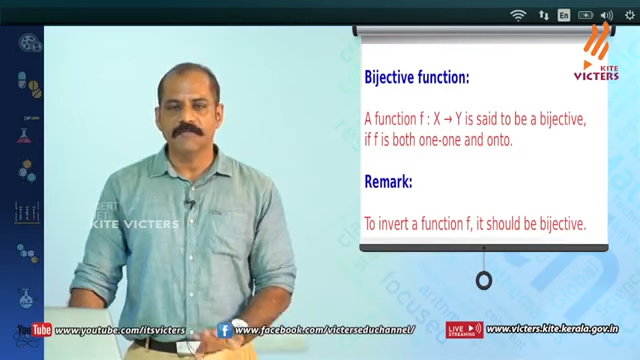 En
KITE
VICTERS
Bijective function:
A function f : X → Y is said to be a bijective,
if f is both one-one and onto.
Remark:
To invert a function f, it should be bijective.
KITE VICTERS
You Tube www.youtube.com/itsvicters
f www.facebook.com/victerseduchannel/
LIVE STREAMING www.victers.kite.kerala.gov.in